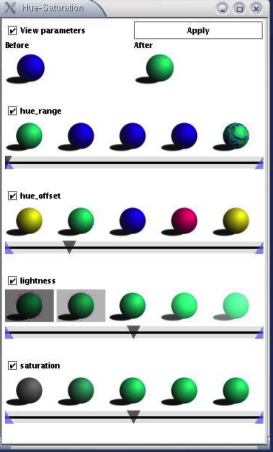 Hue-Saturation
View parameters
Apply
Before
After
hue_range
hue_offset
lightness
saturation